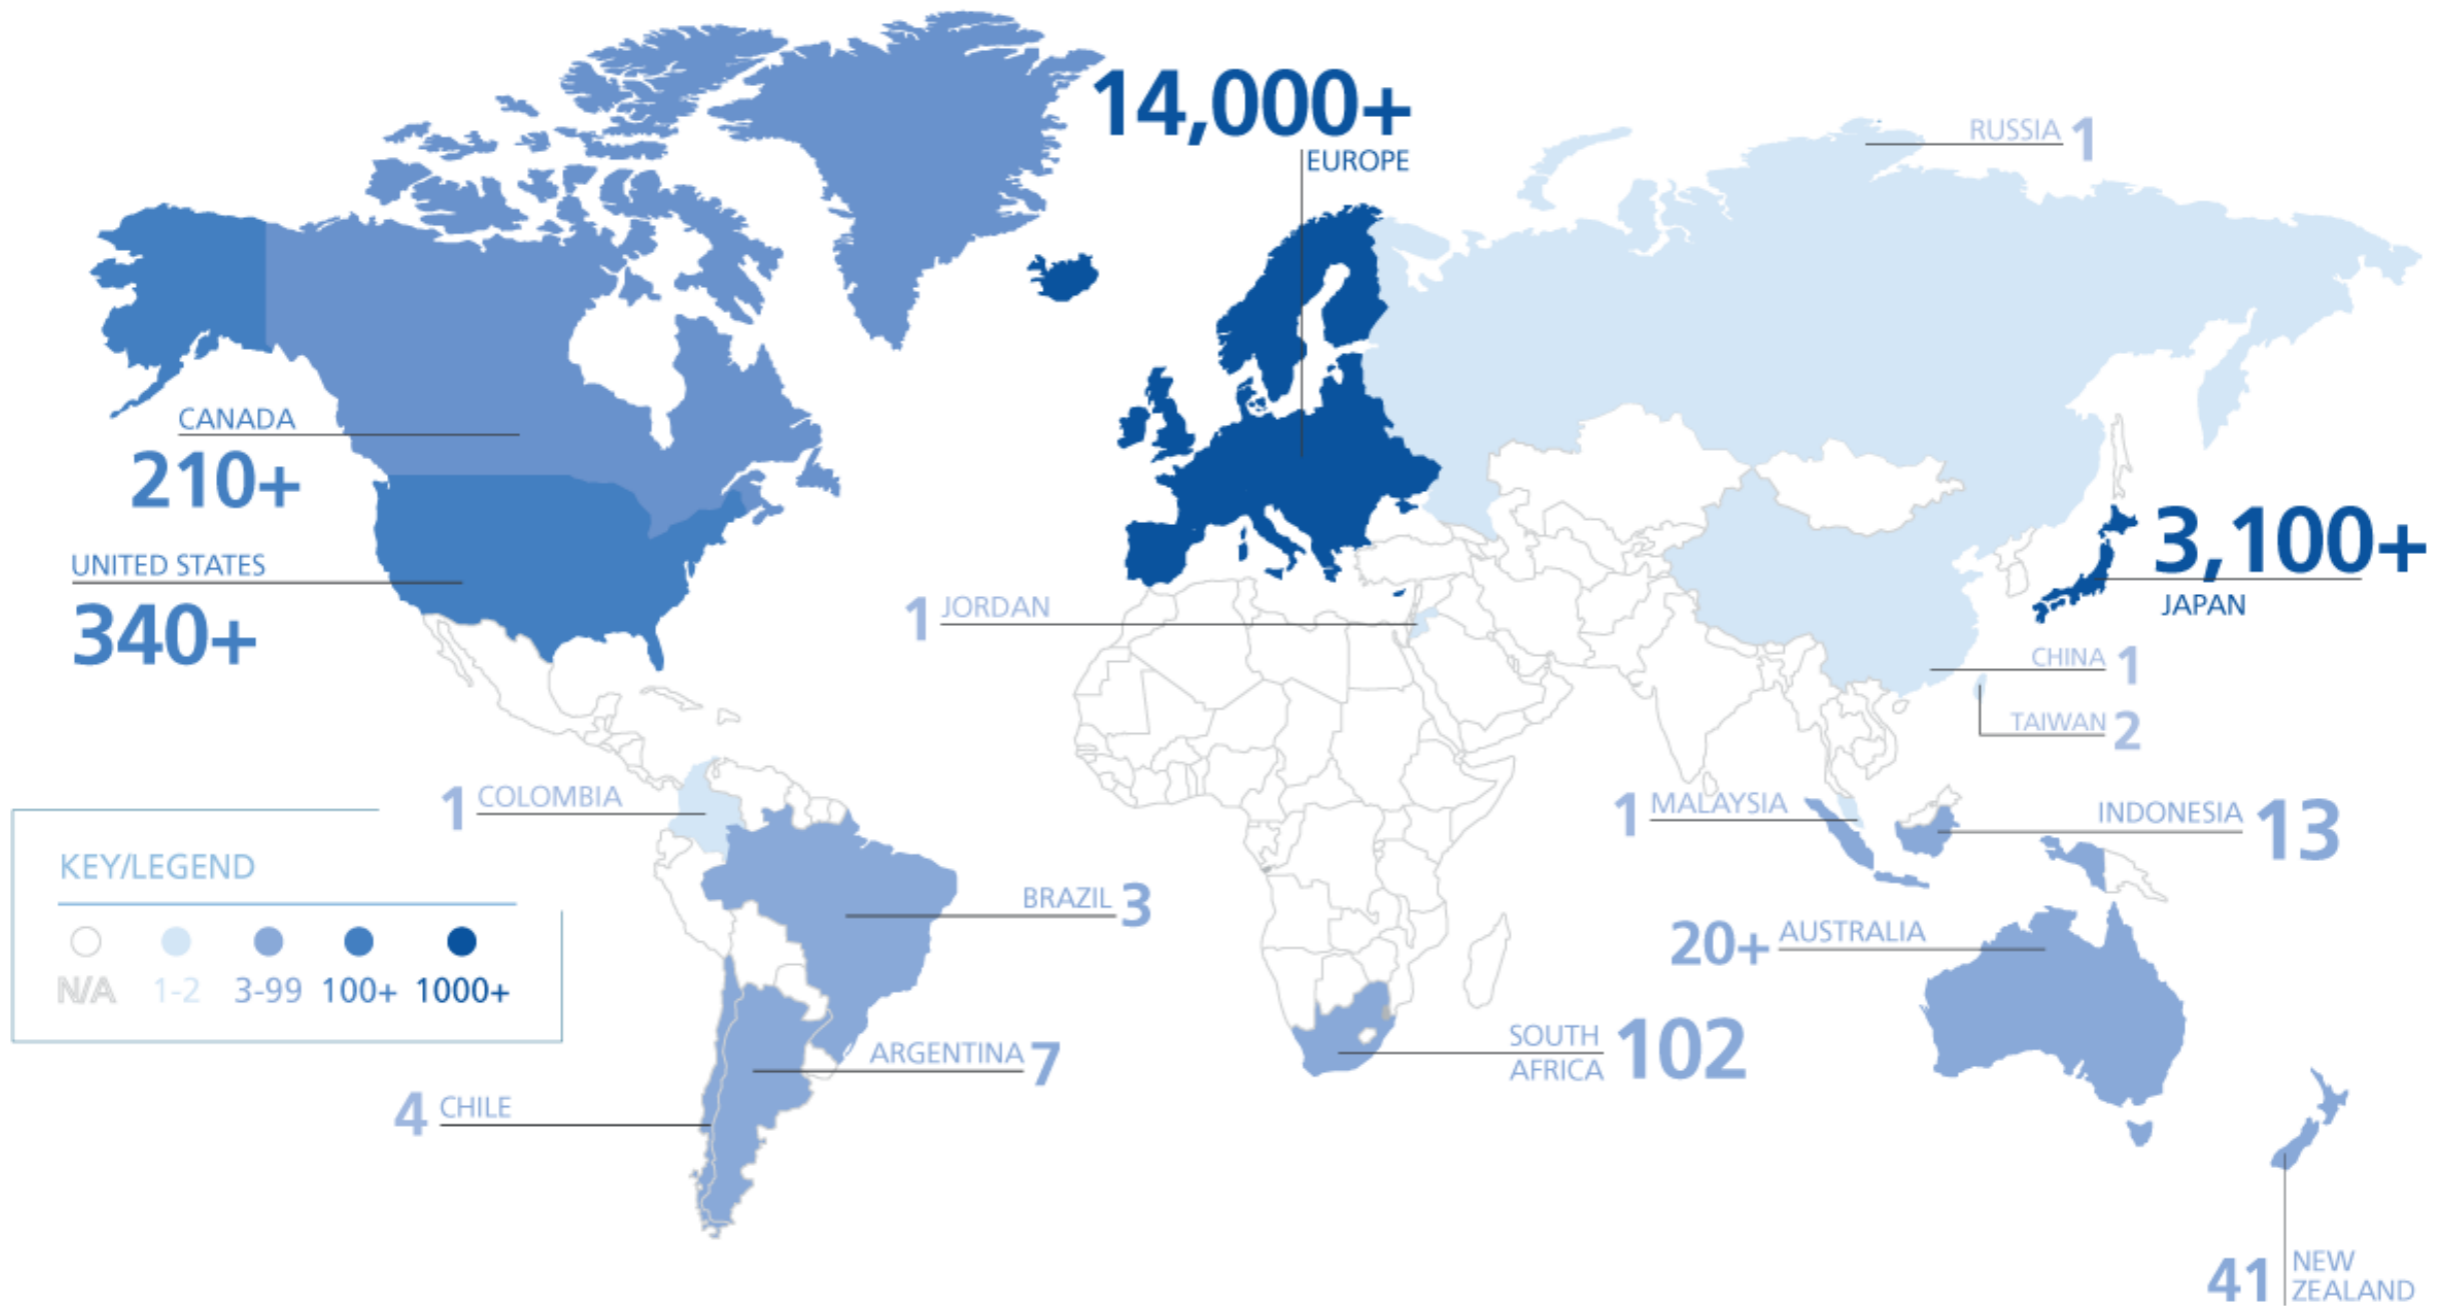 14,000+
EUROPE
RUSSIA 1
CANADA
210+
UNITED STATES
340+
3,100+
JAPAN
1 JORDAN
CHINA 1
TAIWAN 2
1 COLOMBIA
1 MALAYSIA
INDONESIA 13
KEY/LEGEND
N/A 1-2 3-99 100+ 1000+
BRAZIL 3
20+ AUSTRALIA
SOUTH
AFRICA 102
ARGENTINA 7
4 CHILE
41 NEW
ZEALAND